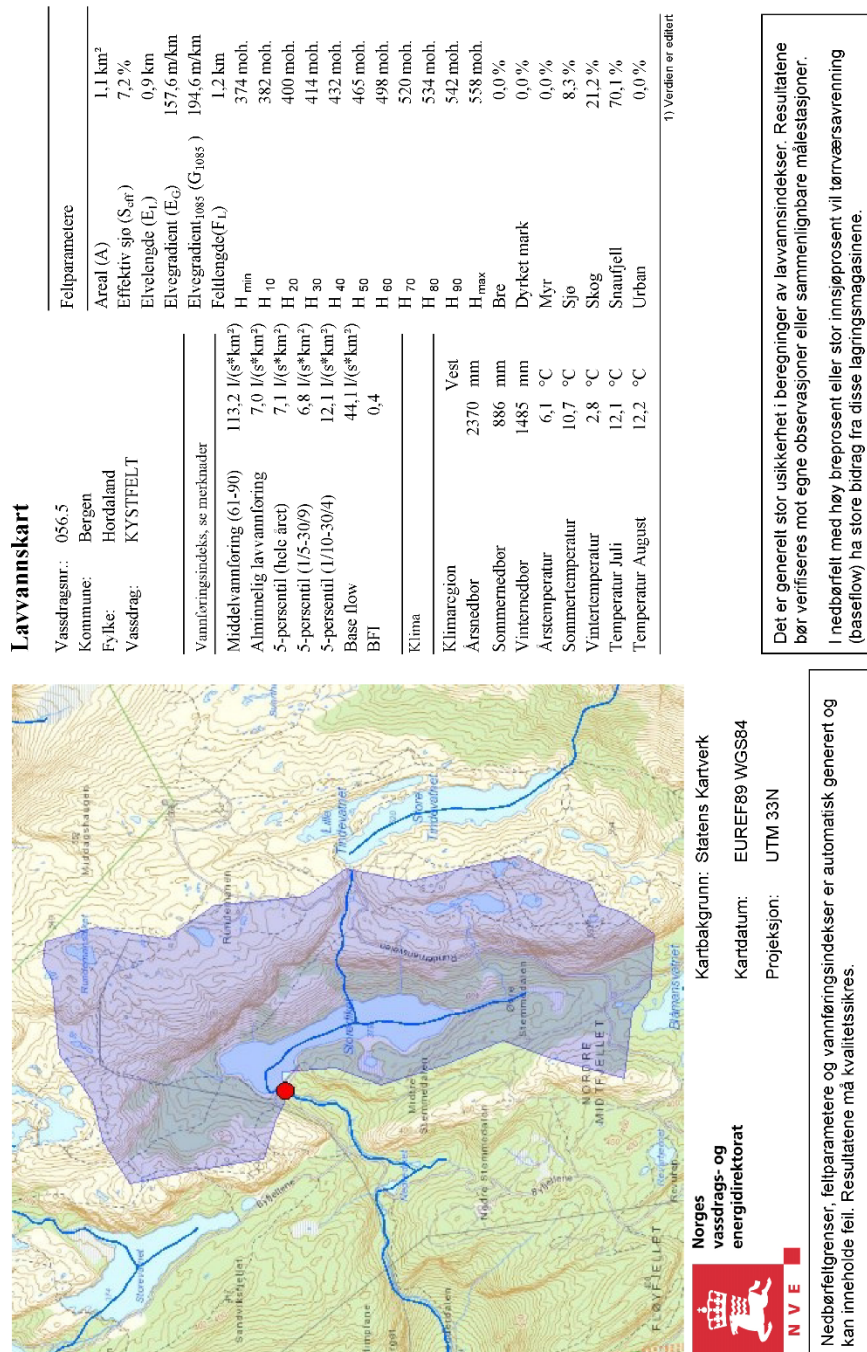 Lavvannskart
Vassdragsnr.: 056.5
Kommune: Bergen
Fylke: Hordaland
Vassdrag: KYSTFELT
Vannføringsindeks, se merknader
Middelvannføring (61-90) 113,2 l/(s*km²)
Alminnelig lavvannføring 7,0 l/(s*km²)
5-persentil (hele året) 7,1 l/(s*km²)
5-persentil (1/5-30/9) 6,8 l/(s*km²)
5-persentil (1/10-30/4) 12,1 l/(s*km²)
Base flow 44,1 l/(s*km²)
BFI 0,4
Klima
Klimaregion Vest
Årsnedbør 2370 mm
Sommernedbør 886 mm
Vinternedbør 1485 mm
Årstemperatur 6,1 °C
Sommertemperatur 10,7 °C
Vintertemperatur 2,8 °C
Temperatur Juli 12,1 °C
Temperatur August 12,2 °C
Feltparametere
Areal (A) 1,1 km²
Effektiv sjø (Seff) 7,2 %
Elvelengde (EL) 0,9 km
Elvegradient (EG) 157,6 m/km
Elvegradient1085 (G1085 ) 194,6 m/km
Feltlengde(FL) 1,2 km
H min 374 moh.
H 10 382 moh.
H 20 400 moh.
H 30 414 moh.
H 40 432 moh.
H 50 465 moh.
H 60 498 moh.
H 70 520 moh.
H 80 534 moh.
H 90 542 moh.
Hmax 558 moh.
Bre 0,0 %
Dyrket mark 0,0 %
Myr 0,0 %
Sjø 8,3 %
Skog 21,2 %
Snaufjell 70,1 %
Urban 0,0 %
1) Verdien er editert
Det er generelt stor usikkerhet i beregninger av lavvannsindekser. Resultatene
bør verifiseres mot egne observasjoner eller sammenlignbare målestasjoner.
I nedbørfelt med høy breprosent eller stor innsjøprosent vil tørrværsavrenning
(baseflow) ha store bidrag fra disse lagringsmagasinene.
Middagshaugen
Rundemanen
Lille
Tindevatnet
Store
Tindevatnet
Storevatnet
Sandviksfjellet
Byfjellene
Midtre
Stemmedalen
Øvre
Stemmedalen
Nedre Stemmedalen
Byfjellene
NORDRE
MIDTFJELLET
Blåmansvatnet
FLØYFJELLET
Norges
vassdrags- og
energidirektorat
NVE
Kartbakgrunn: Statens Kartverk
Kartdatum: EUREF89 WGS84
Projeksjon: UTM 33N
Nedbørfeltgrenser, feltparametere og vannføringsindekser er automatisk generert og
kan inneholde feil. Resultatene må kvalitetssikres.